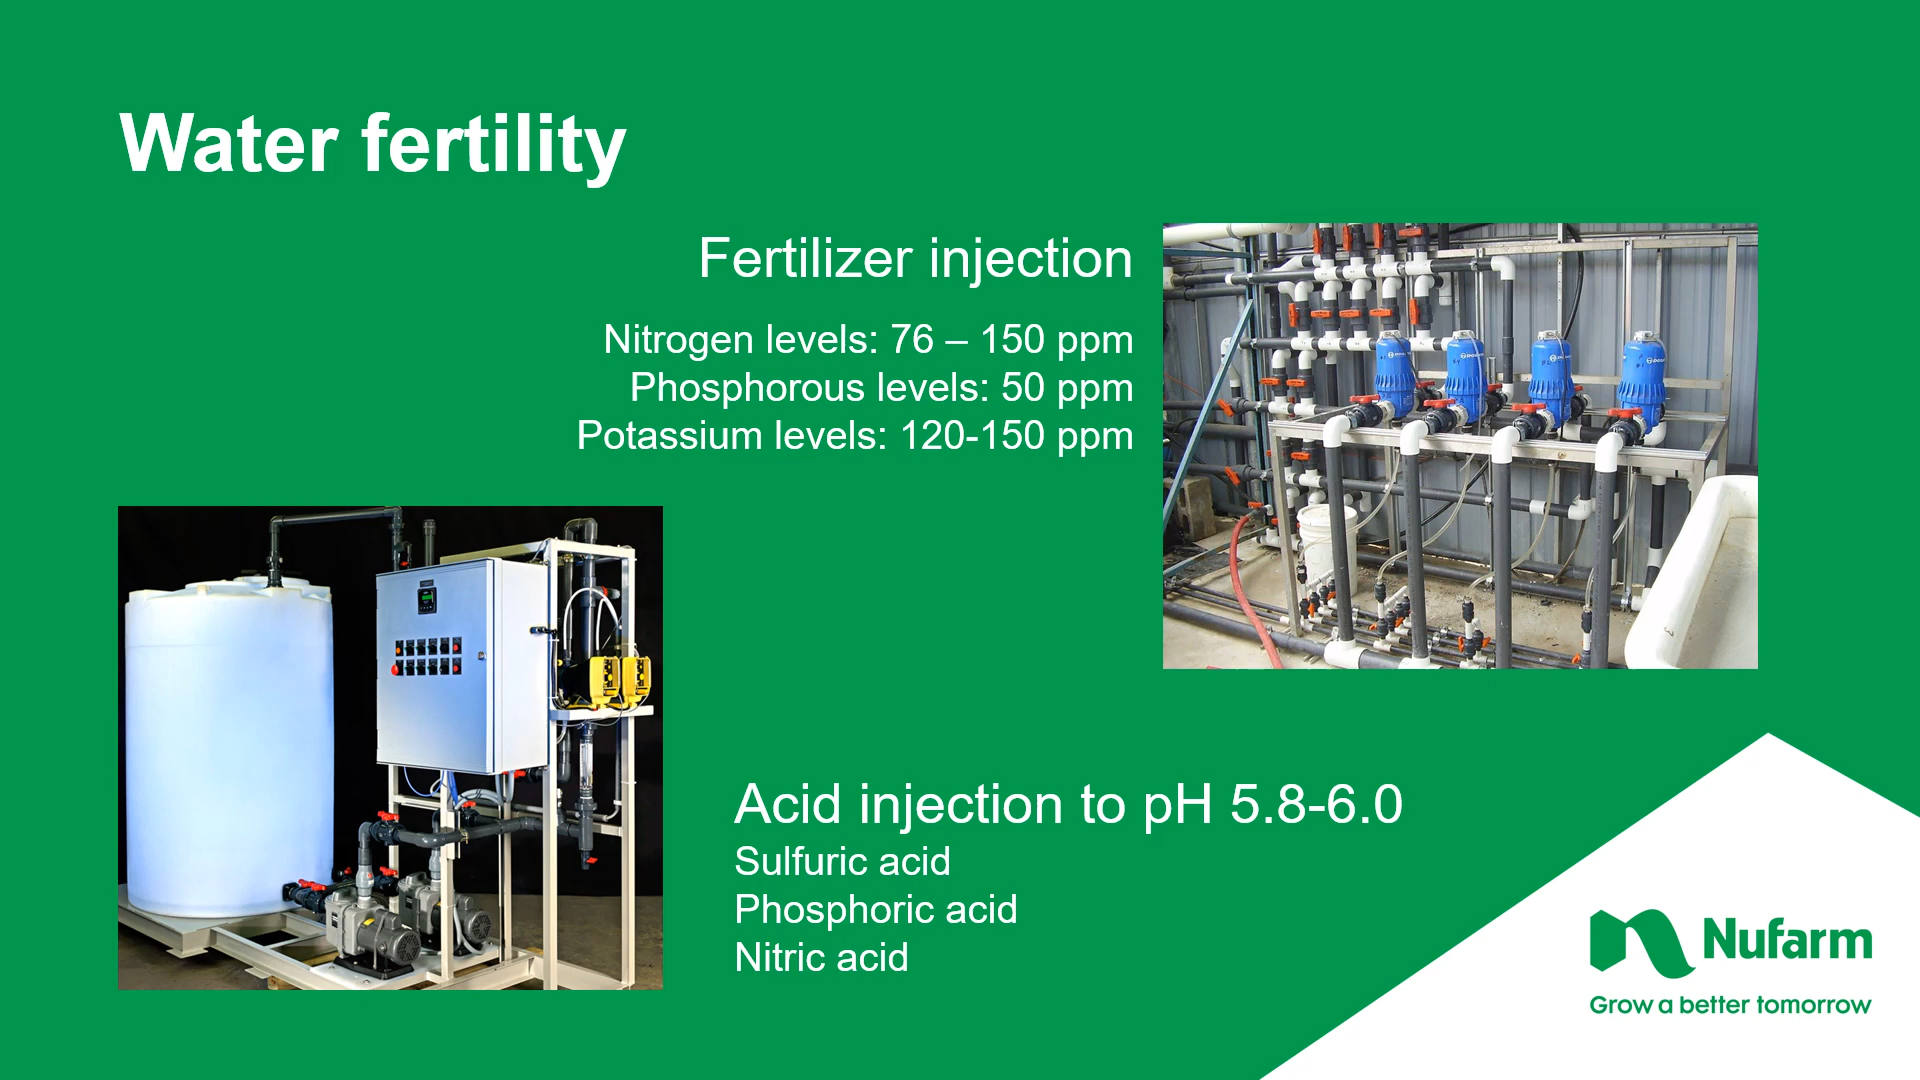 Water fertility
Fertilizer injection
Nitrogen levels: 76 – 150 ppm
Phosphorous levels: 50 ppm
Potassium levels: 120-150 ppm
Acid injection to pH 5.8-6.0
Sulfuric acid
Phosphoric acid
Nitric acid
Nufarm
Grow a better tomorrow